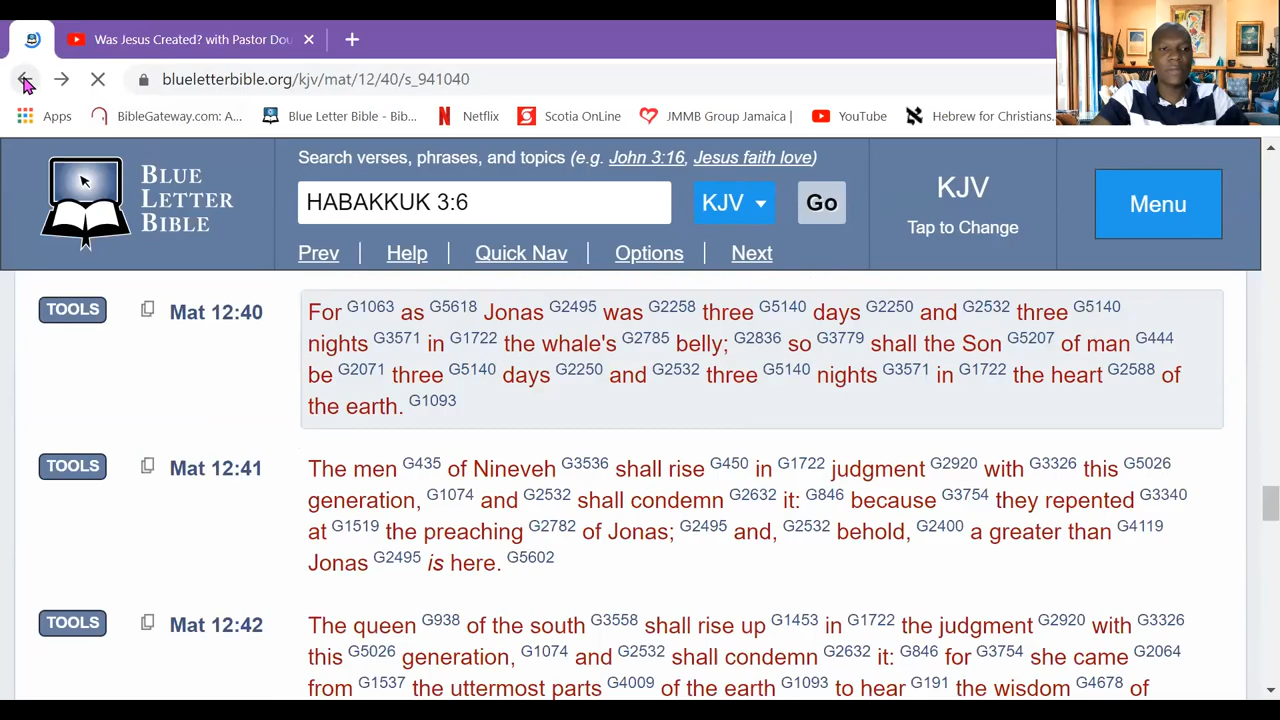 Was Jesus Created? with Pastor Dou
blueletterbible.org/kjv/mat/12/40/s_941040
Apps BibleGateway.com: A... Blue Letter Bible - Bib... Netflix Scotia OnLine JMMB Group Jamaica | YouTube Hebrew for Christians.
BLUE
LETTER
BIBLE
Search verses, phrases, and topics (e.g. John 3:16, Jesus faith love)
HABAKKUK 3:6 KJV Go
Prev | Help | Quick Nav | Options | Next
KJV
Tap to Change
Menu
TOOLS Mat 12:40 For G1063 as G5618 Jonas G2495 was G2258 three G5140 days G2250 and G2532 three G5140
nights G3571 in G1722 the whale's G2785 belly; G2836 so G3779 shall the Son G5207 of man G444
be G2071 three G5140 days G2250 and G2532 three G5140 nights G3571 in G1722 the heart G2588 of
the earth. G1093
TOOLS Mat 12:41 The men G435 of Nineveh G3536 shall rise G450 in G1722 judgment G2920 with G3326 this G5026
generation, G1074 and G2532 shall condemn G2632 it: G846 because G3754 they repented G3340
at G1519 the preaching G2782 of Jonas; G2495 and, G2532 behold, G2400 a greater than G4119
Jonas G2495 is here. G5602
TOOLS Mat 12:42 The queen G938 of the south G3558 shall rise up G1453 in G1722 the judgment G2920 with G3326
this G5026 generation, G1074 and G2532 shall condemn G2632 it: G846 for G3754 she came G2064
from G1537 the uttermost parts G4009 of the earth G1093 to hear G191 the wisdom G4678 of